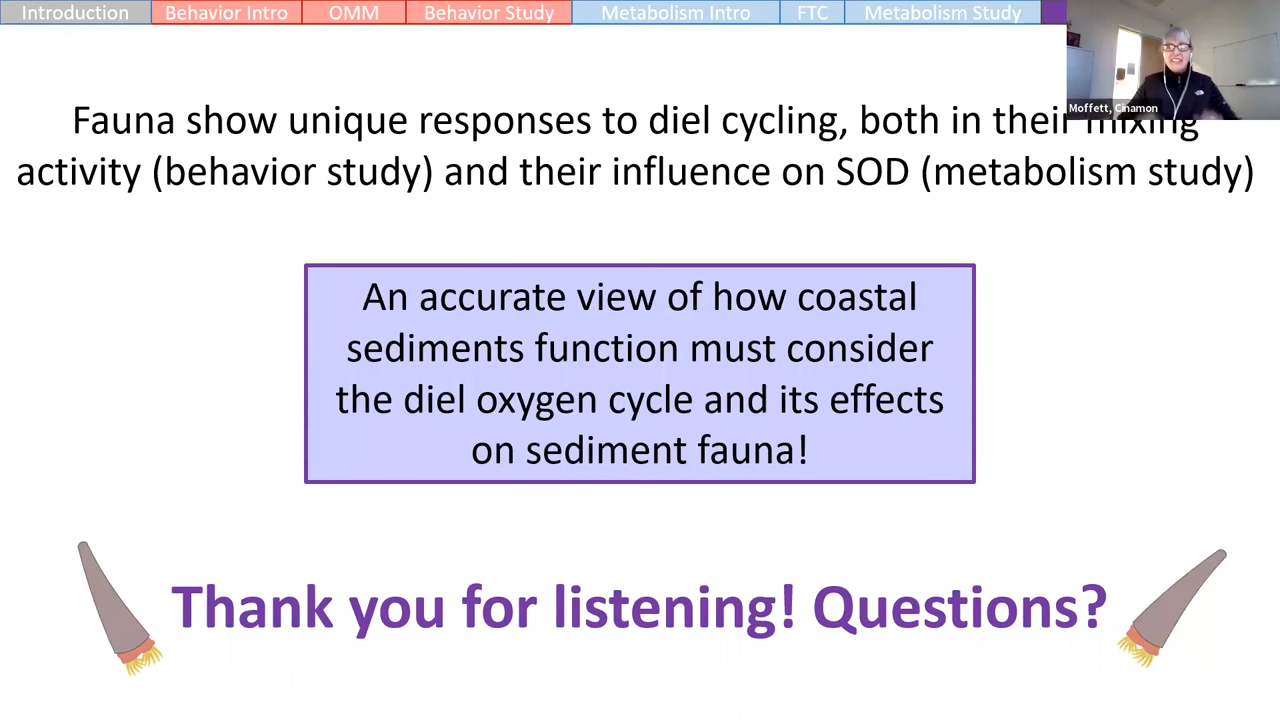 Introduction
Behavior Intro
OMM
Behavior Study
Metabolism Intro
FTC
Metabolism Study
Moffett, Cinamon
Fauna show unique responses to diel cycling, both in their mixing
activity (behavior study) and their influence on SOD (metabolism study)
An accurate view of how coastal
sediments function must consider
the diel oxygen cycle and its effects
on sediment fauna!
Thank you for listening! Questions?